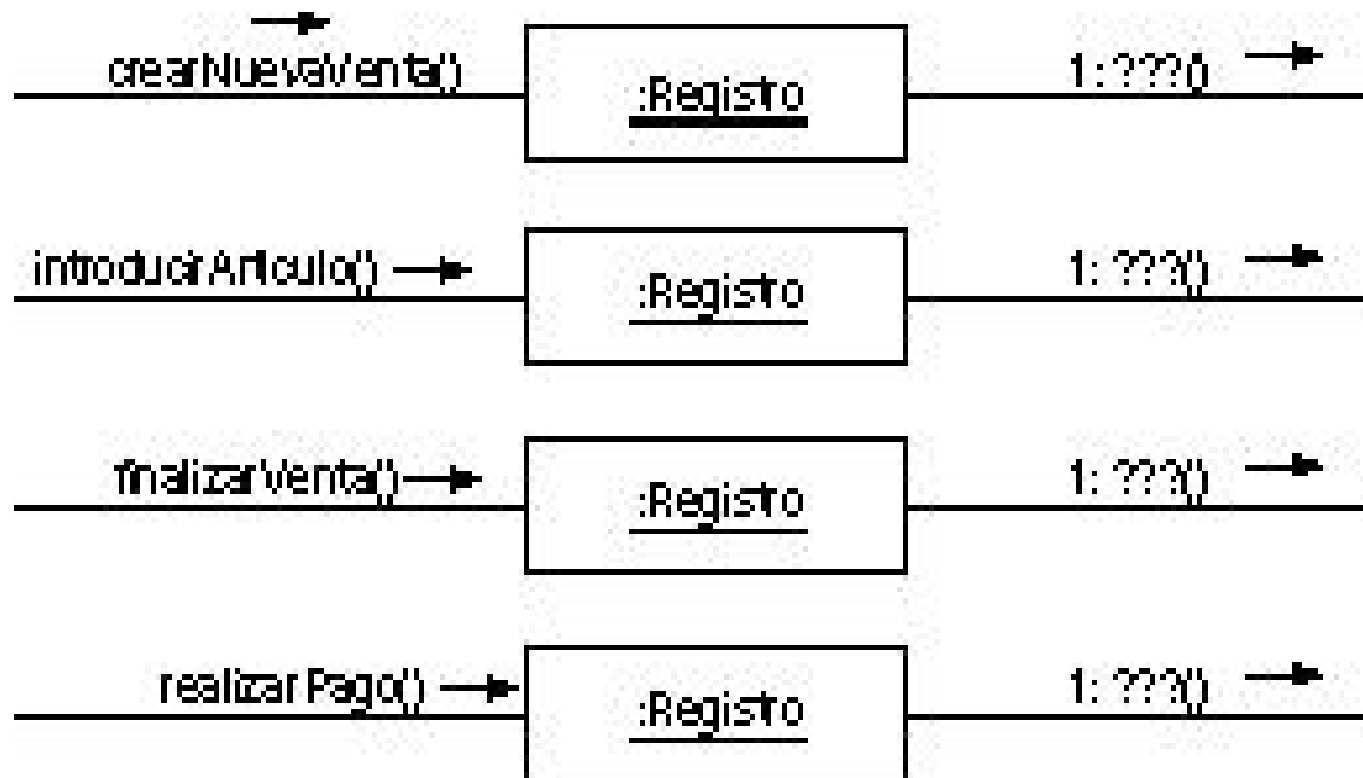 crearNuevaVenta()
:Registro
1: ???()
introducirArticulo()
:Registro
1: ???()
finalizarVenta()
:Registro
1: ???()
realizarPago()
:Registro
1: ???()